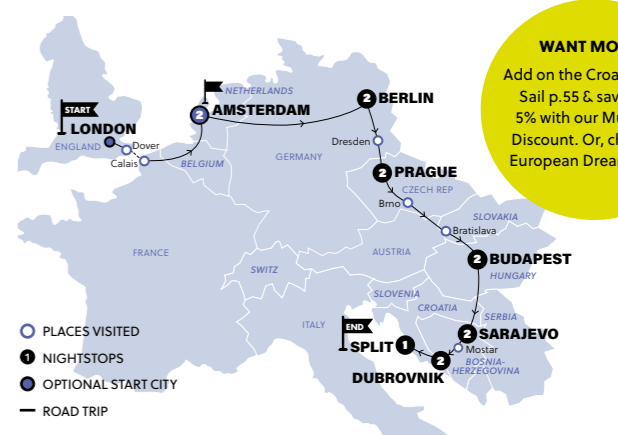 WANT MO
Add on the Croa
Sail p.55 & sav
5% with our Mu
Discount. Or, c
European Drea
START
LONDON
ENGLAND
Dover
Calais
NETHERLANDS
2 AMSTERDAM
BELGIUM
2 BERLIN
GERMANY
Dresden
2 PRAGUE
CZECH REP
Brno
SLOVAKIA
Bratislava
FRANCE
AUSTRIA
2 BUDAPEST
HUNGARY
SWITZ
SLOVENIA
CROATIA
SERBIA
ITALY
END
SPLIT 1
2 SARAJEVO
Mostar
BOSNIA-
HERZEGOVINA
2
DUBROVNIK
PLACES VISITED
1 NIGHTSTOPS
OPTIONAL START CITY
ROAD TRIP